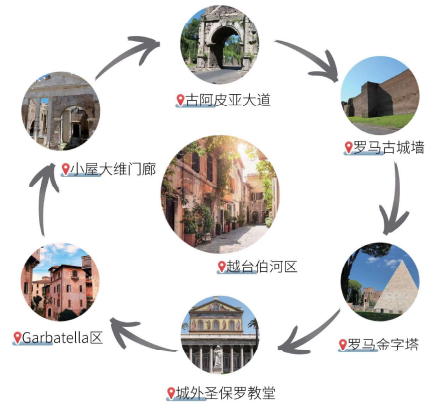 古阿皮亚大道
罗马古城墙
小屋大维门廊
越台伯河区
Garbatella区
罗马金字塔
城外圣保罗教堂